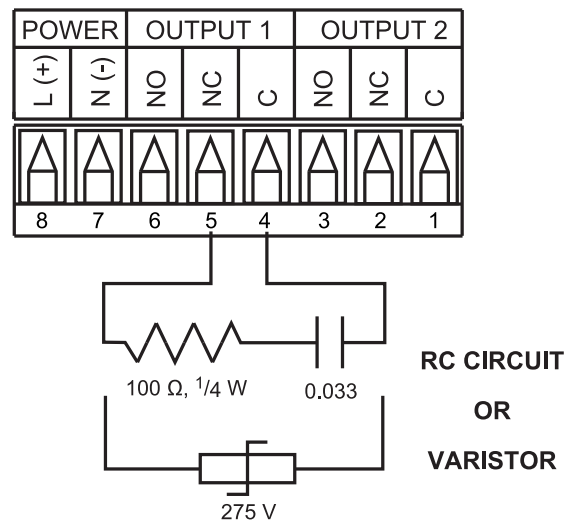 POWER OUTPUT 1 OUTPUT 2
L (+) N (-) NO NC C NO NC C
8 7 6 5 4 3 2 1
100 Ω, 1/4 W 0.033
RC CIRCUIT
OR
VARISTOR
275 V